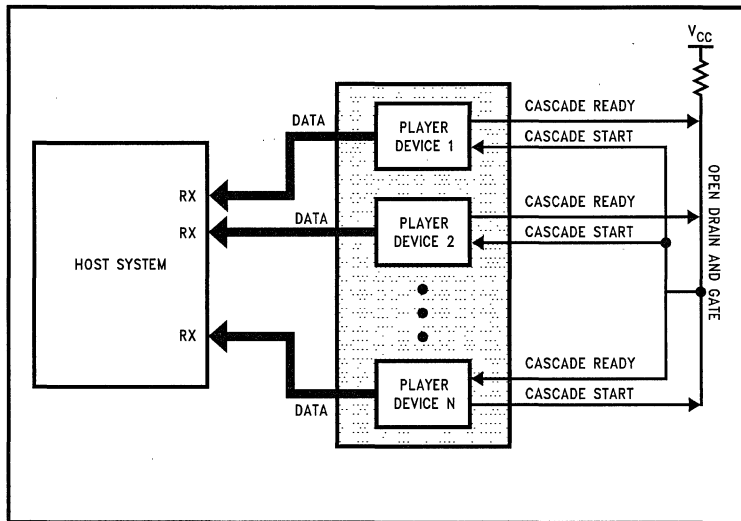 VCC
CASCADE READY
DATA
PLAYER
DEVICE 1
CASCADE START
RX
CASCADE READY
RX
DATA
PLAYER
DEVICE 2
CASCADE START
HOST SYSTEM
OPEN DRAIN AND GATE
RX
CASCADE READY
PLAYER
DEVICE N
DATA
CASCADE START